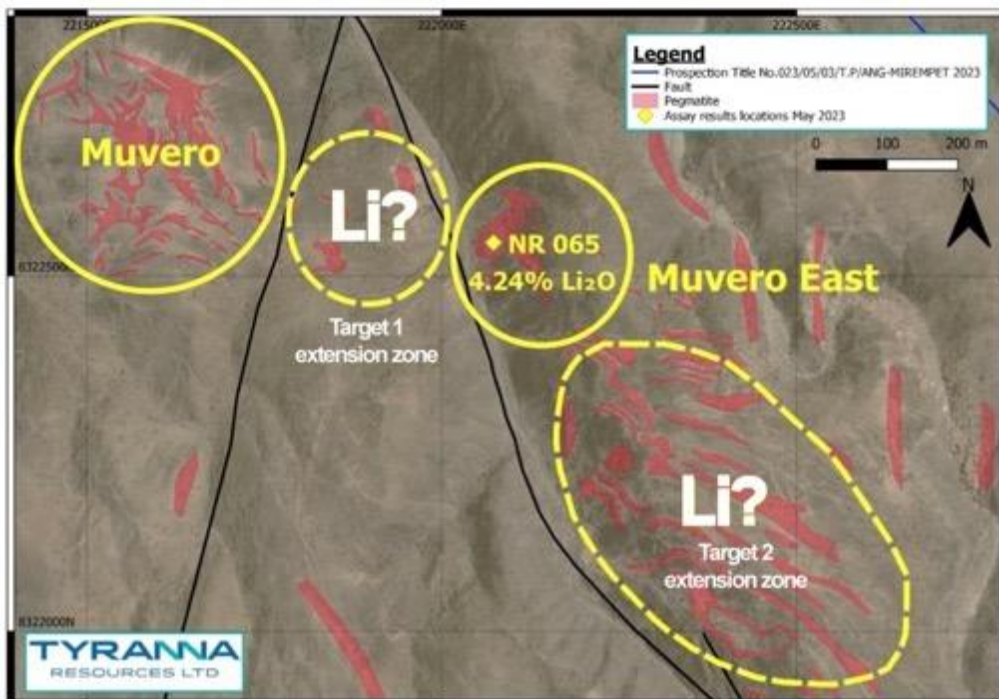 221500E
222000E
222500E
Legend
Prospection Title No.023/05/03/T.P/ANG-MIREMPET 2023
Fault
Pegmatite
Assay results locations May 2023
0 100 200 m
N
Muvero
Li?
NR 065
4.24% Li₂O
Muvero East
8322500N
Target 1
extension zone
Li?
Target 2
extension zone
8322000N
TYRANNA
RESOURCES LTD